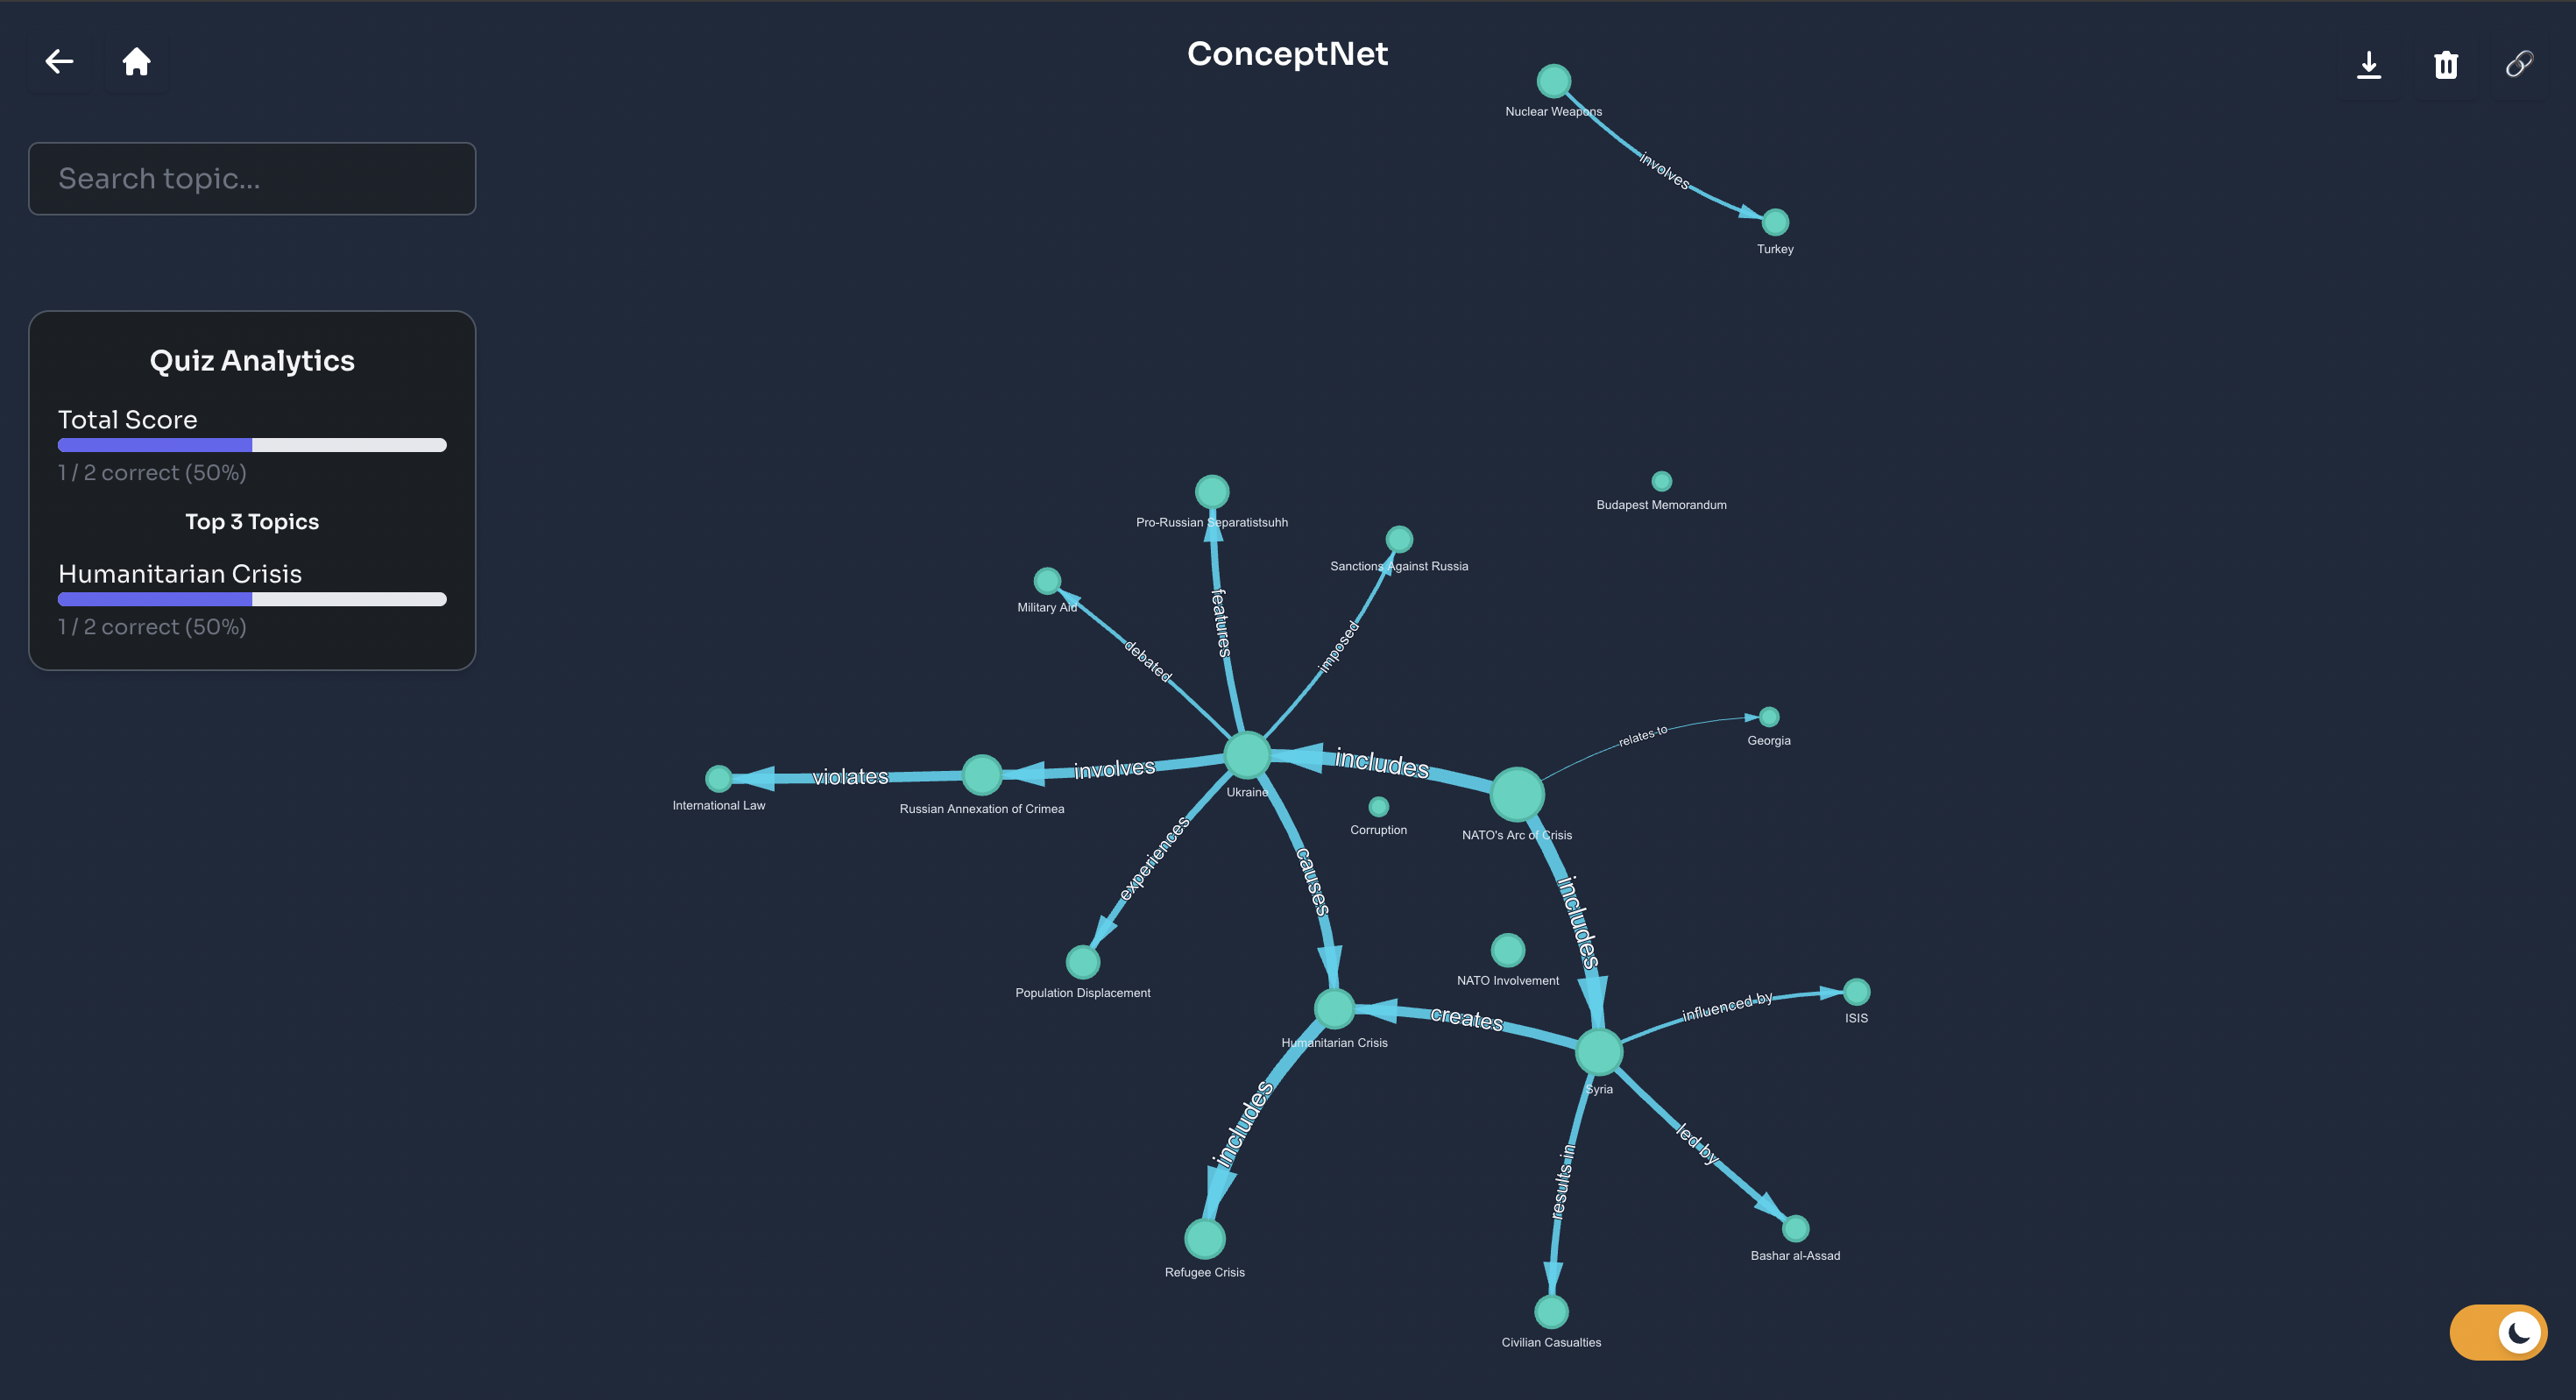 ConceptNet
Search topic...
Quiz Analytics
Total Score
1 / 2 correct (50%)
Top 3 Topics
Humanitarian Crisis
1 / 2 correct (50%)
Nuclear Weapons
involves
Turkey
Budapest Memorandum
Pro-Russian Separatistsuhh
Sanctions Against Russia
Military Aid
features
imposed
debated
Georgia
relates to
includes
involves
violates
Ukraine
International Law
Russian Annexation of Crimea
Corruption
NATO's Arc of Crisis
experiences
causes
includes
NATO Involvement
Population Displacement
influenced by
ISIS
creates
Humanitarian Crisis
Syria
includes
led by
results in
Bashar al-Assad
Refugee Crisis
Civilian Casualties